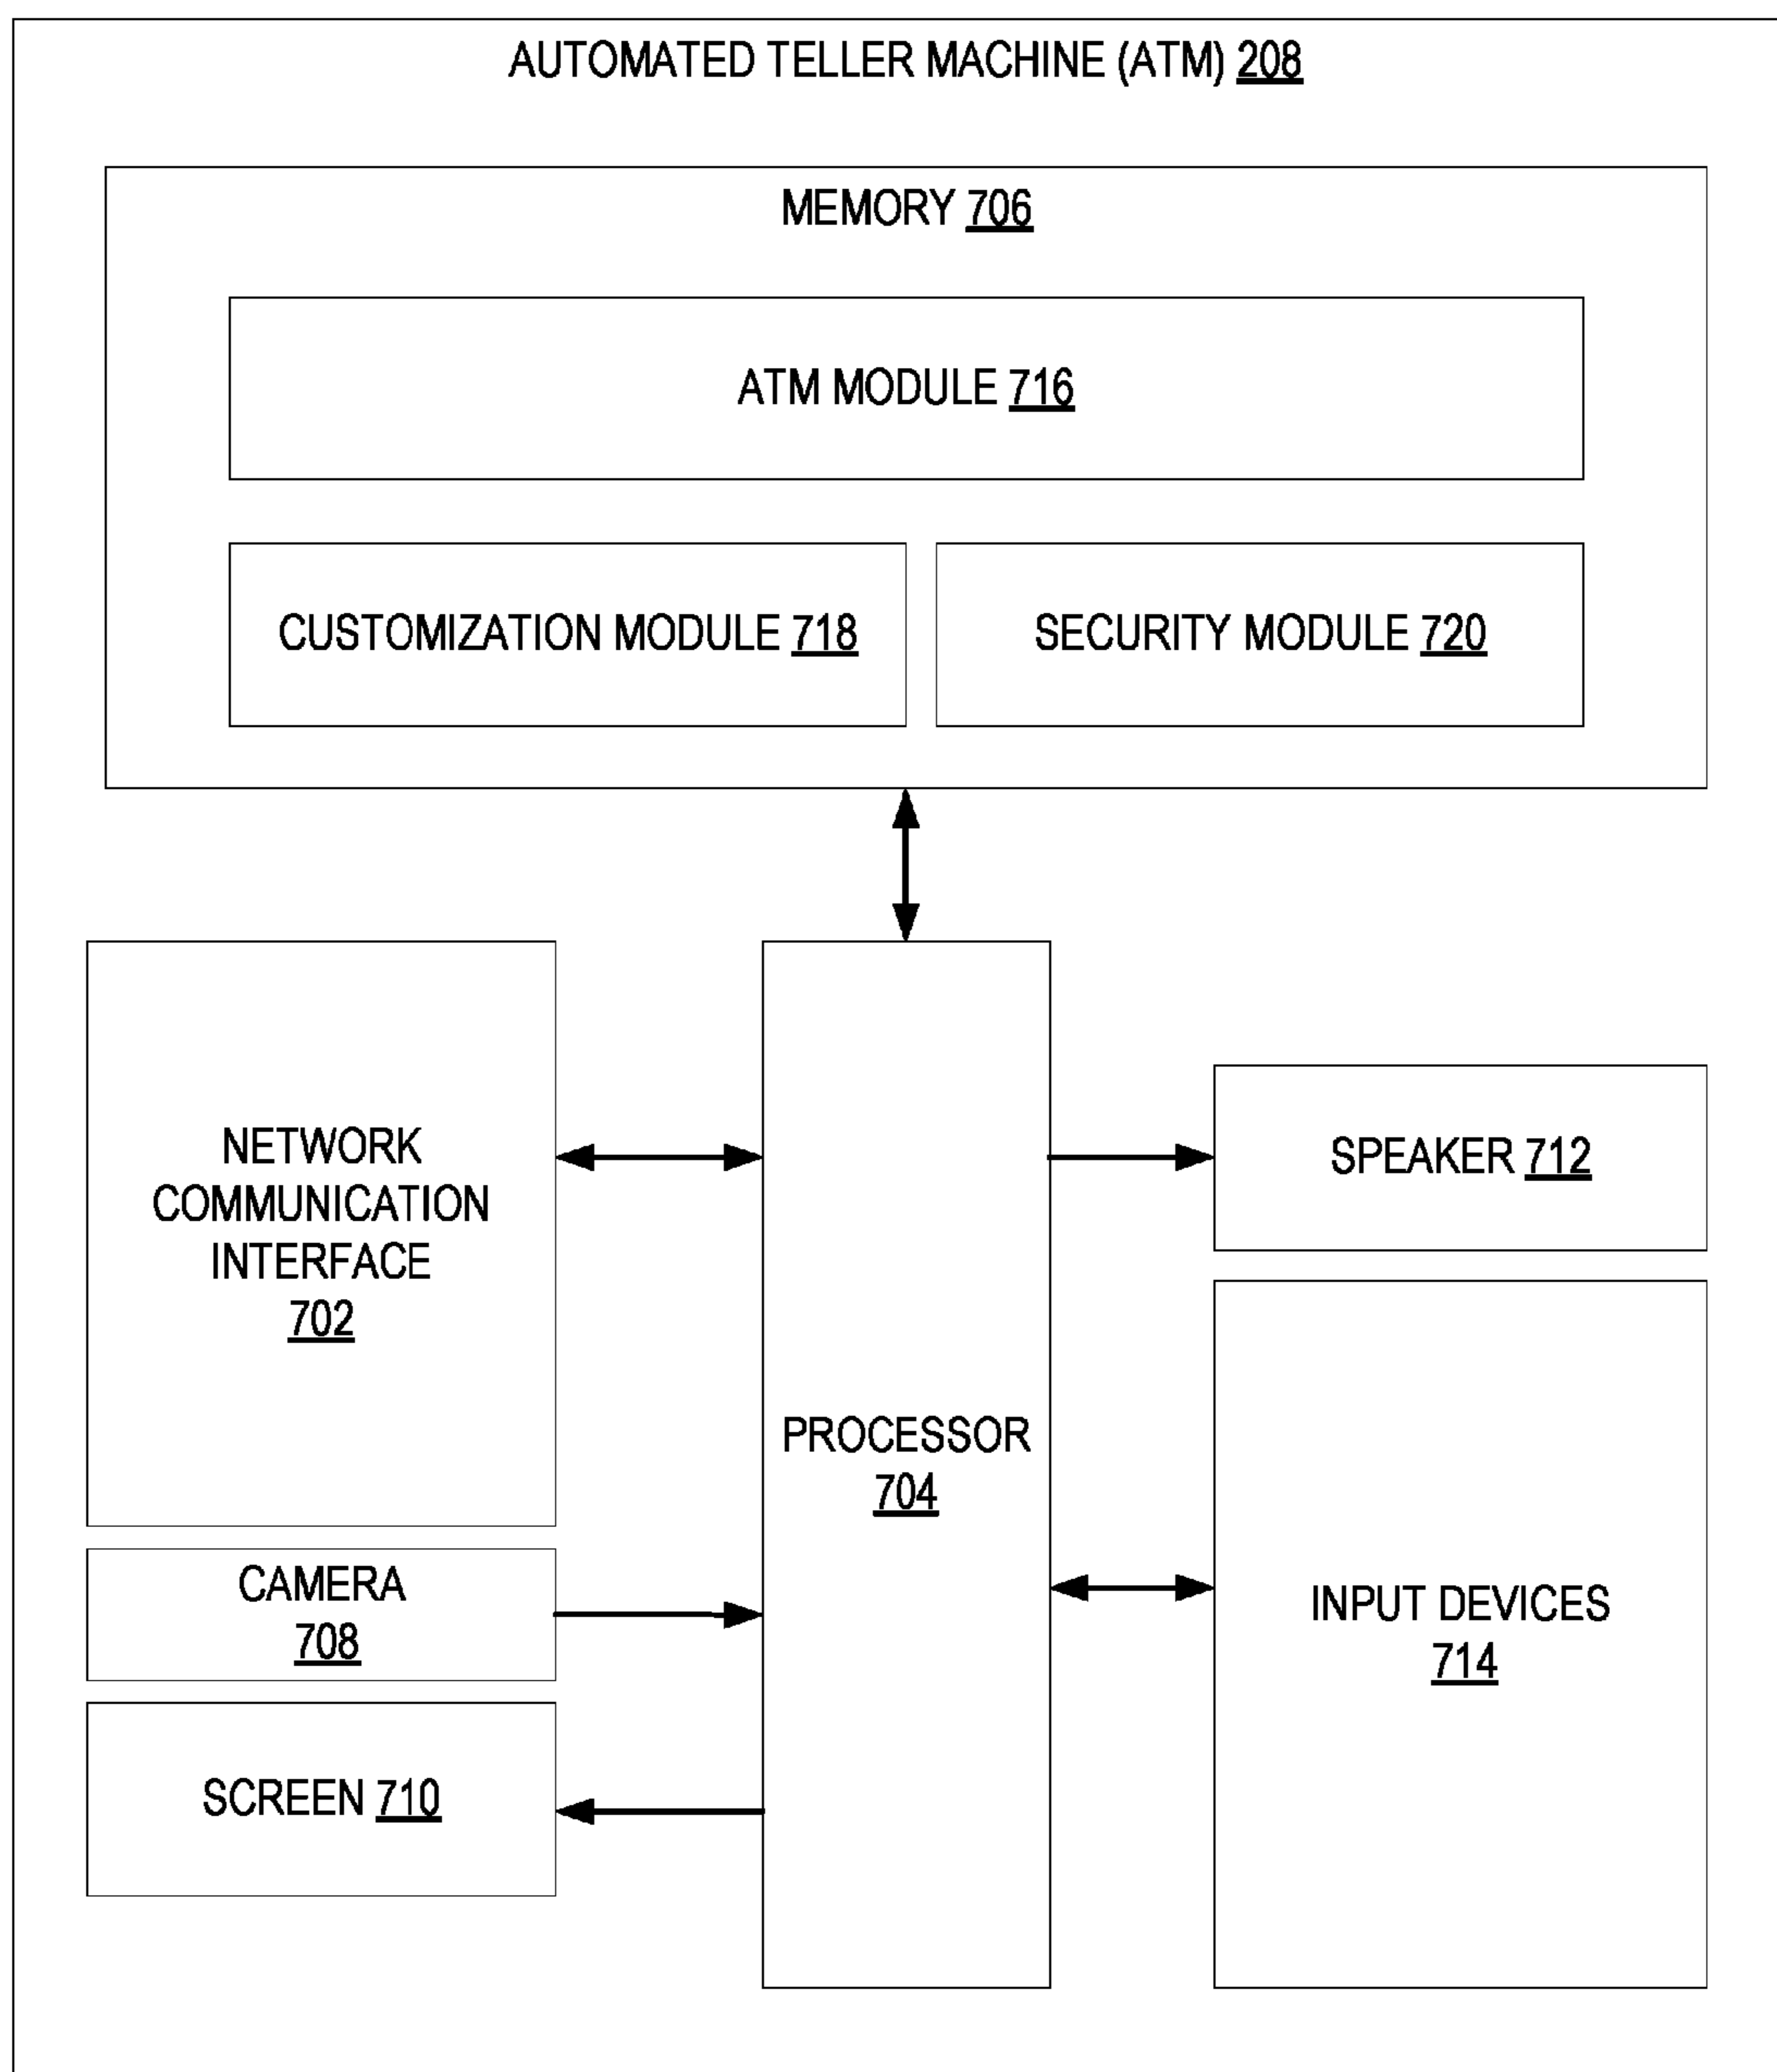 AUTOMATED TELLER MACHINE (ATM) 208
MEMORY 706
ATM MODULE 716
CUSTOMIZATION MODULE 718
SECURITY MODULE 720
NETWORK
COMMUNICATION
INTERFACE
702
CAMERA
708
SCREEN 710
PROCESSOR
704
SPEAKER 712
INPUT DEVICES
714